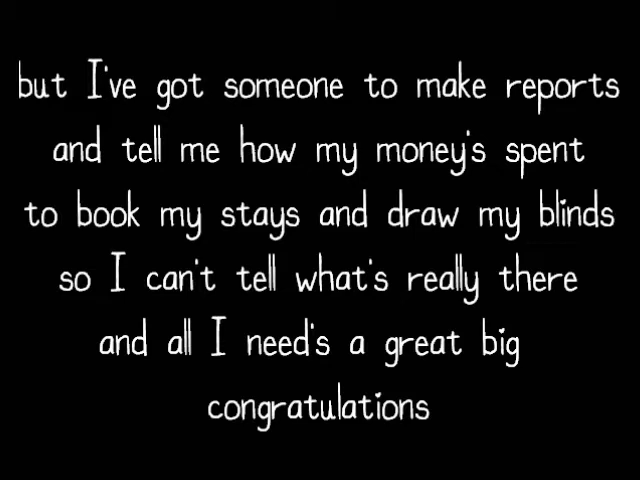 but I've got someone to make reports
and tell me how my money's spent
to book my stays and draw my blinds
so I can't tell what's really there
and all I need's a great big
congratulations